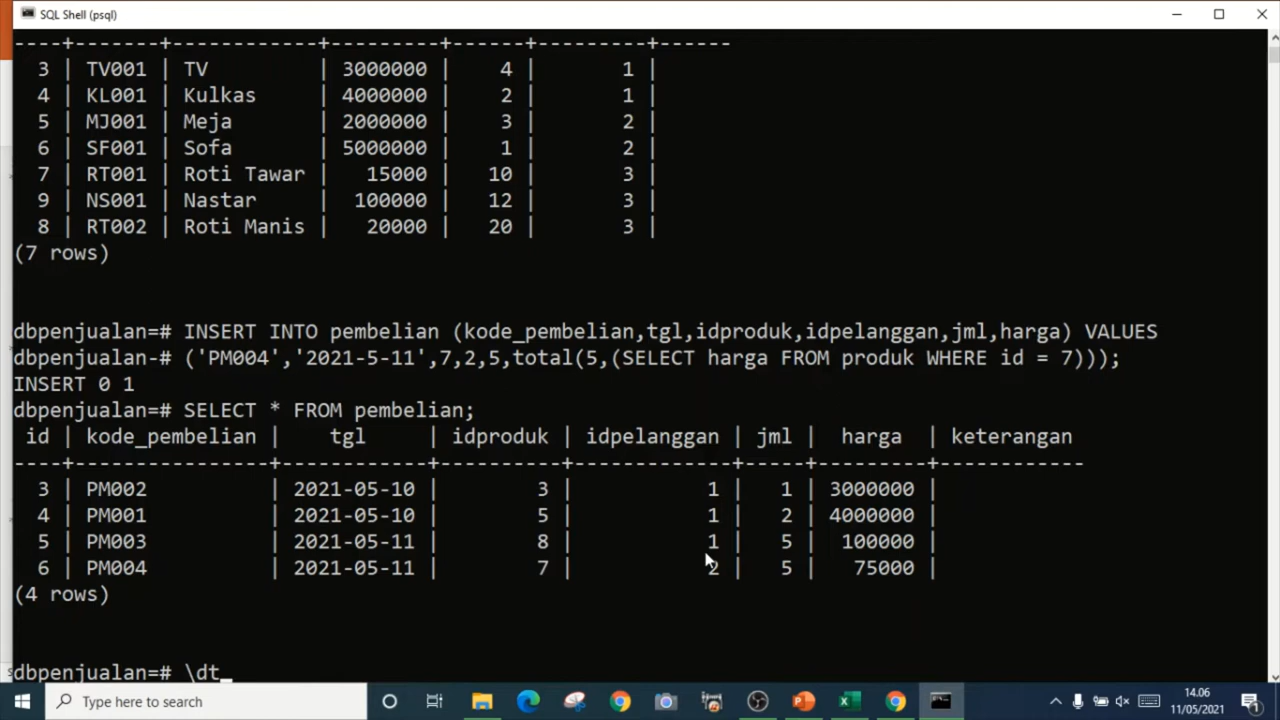 SQL Shell (psql)
----+-------+------------+---------+------+---------+------
  3 | TV001 | TV         | 3000000 |    4 |       1 |
  4 | KL001 | Kulkas     | 4000000 |    2 |       1 |
  5 | MJ001 | Meja       | 2000000 |    3 |       2 |
  6 | SF001 | Sofa       | 5000000 |    1 |       2 |
  7 | RT001 | Roti Tawar |   15000 |   10 |       3 |
  9 | NS001 | Nastar     |  100000 |   12 |       3 |
  8 | RT002 | Roti Manis |   20000 |   20 |       3 |
(7 rows)
dbpenjualan=# INSERT INTO pembelian (kode_pembelian,tgl,idproduk,idpelanggan,jml,harga) VALUES
dbpenjualan-# ('PM004','2021-5-11',7,2,5,total(5,(SELECT harga FROM produk WHERE id = 7)));
INSERT 0 1
dbpenjualan=# SELECT * FROM pembelian;
 id | kode_pembelian |    tgl     | idproduk | idpelanggan | jml |  harga  | keterangan
----+----------------+------------+----------+-------------+-----+---------+------------
  3 | PM002          | 2021-05-10 |        3 |           1 |   1 | 3000000 |
  4 | PM001          | 2021-05-10 |        5 |           1 |   2 | 4000000 |
  5 | PM003          | 2021-05-11 |        8 |           1 |   5 |  100000 |
  6 | PM004          | 2021-05-11 |        7 |           2 |   5 |   75000 |
(4 rows)
dbpenjualan=# \dt_
Type here to search
14.06
11/05/2021